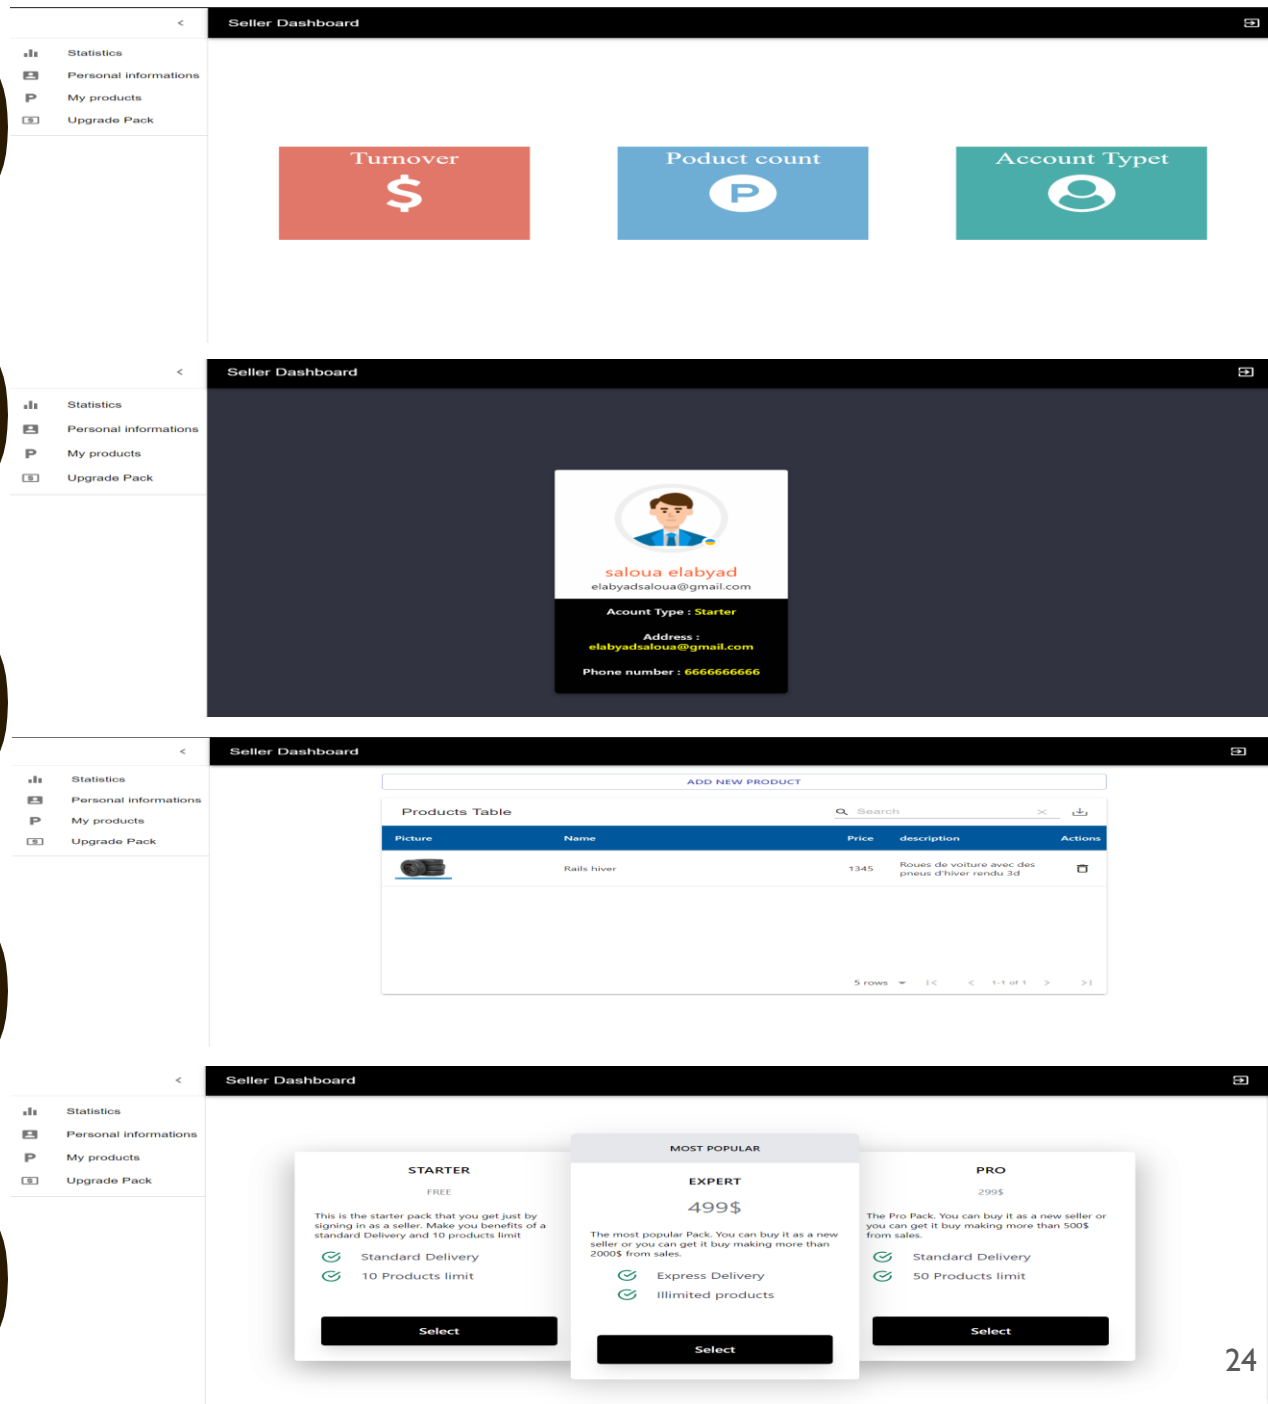 <
Seller Dashboard
Statistics
Personal informations
P My products
Upgrade Pack
Turnover
$
Poduct count
P
Account Typet
<
Seller Dashboard
Statistics
Personal informations
P My products
Upgrade Pack
saloua elabyad
elabyadsaloua@gmail.com
Acount Type : Starter
Address :
elabyadsaloua@gmail.com
Phone number : 6666666666
<
Seller Dashboard
Statistics
Personal informations
P My products
Upgrade Pack
ADD NEW PRODUCT
Products Table
Search
Picture Name Price description Actions
Rails hiver 1345 Roues de voiture avec des
pneus d'hiver rendu 3d
5 rows |< < 1-1 of 1 > >|
<
Seller Dashboard
Statistics
Personal informations
P My products
Upgrade Pack
STARTER
FREE
This is the starter pack that you get just by
signing in as a seller. Make you benefits of a
standard Delivery and 10 products limit
Standard Delivery
10 Products limit
Select
MOST POPULAR
EXPERT
499$
The most popular Pack. You can buy it as a new
seller or you can get it buy making more than
2000$ from sales.
Express Delivery
Illimited products
Select
PRO
299$
The Pro Pack. You can buy it as a new seller or
you can get it buy making more than 500$
from sales.
Standard Delivery
50 Products limit
Select
24